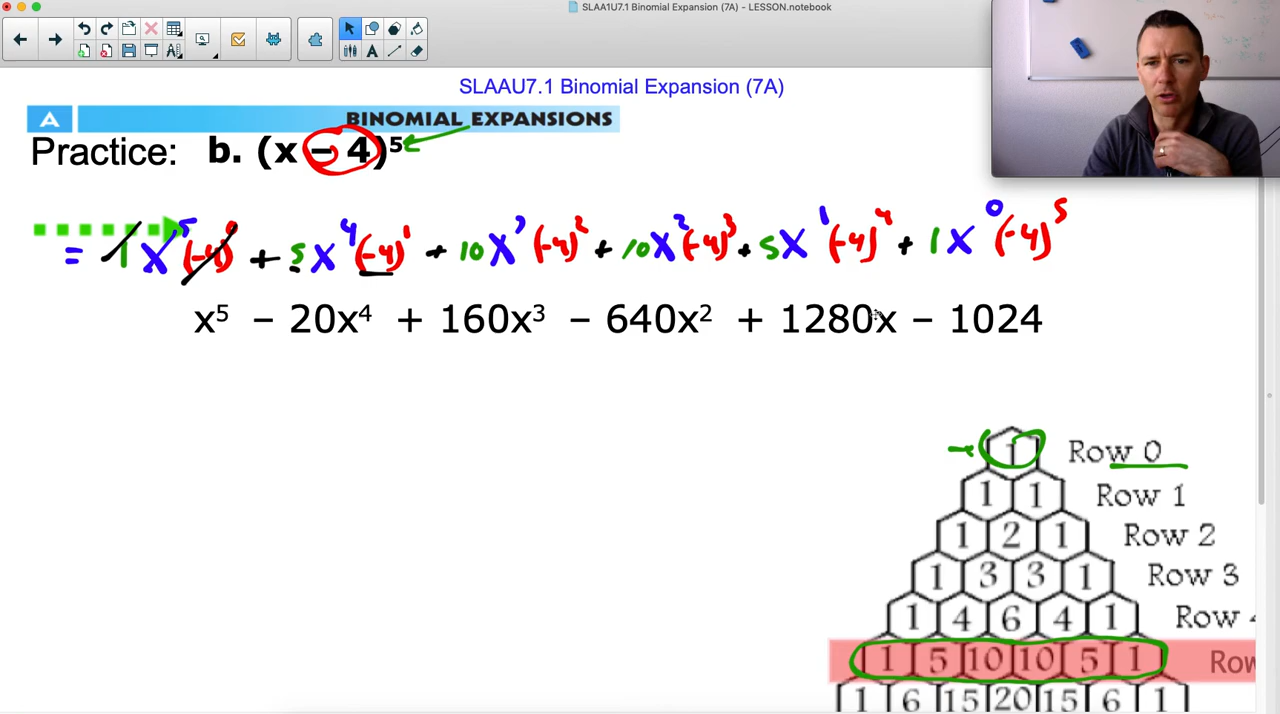 SLAA1U7.1 Binomial Expansion (7A) - LESSON.notebook
SLAAU7.1 Binomial Expansion (7A)
A BINOMIAL EXPANSIONS
Practice: b. (x – 4)⁵
= 1x⁵(-4)⁰ + 5x⁴(-4)¹ + 10x³(-4)² + 10x²(-4)³ + 5x¹(-4)⁴ + 1x⁰(-4)⁵
x⁵ – 20x⁴ + 160x³ – 640x² + 1280x – 1024
1 Row 0
1 1 Row 1
1 2 1 Row 2
1 3 3 1 Row 3
1 4 6 4 1 Row 4
1 5 10 10 5 1 Row
1 6 15 20 15 6 1